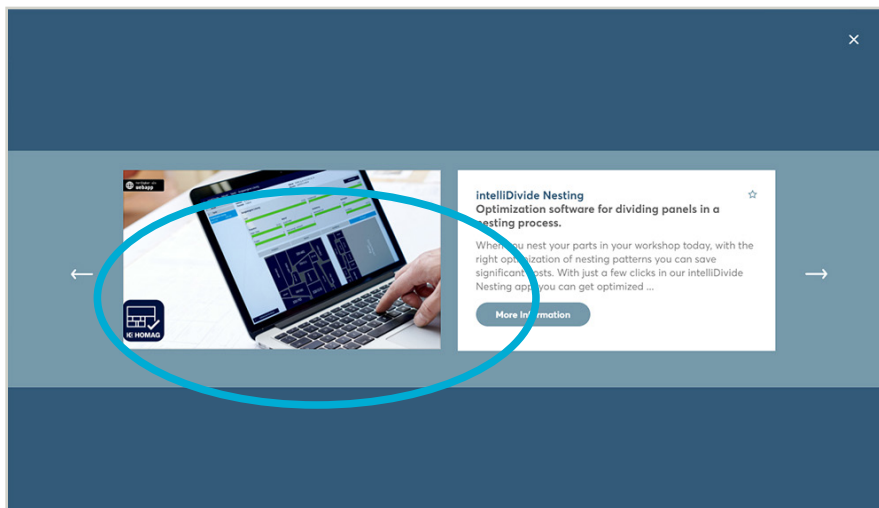 webapp
HOMAG
intelliDivide Nesting
Optimization software for dividing panels in a
nesting process.
When you nest your parts in your workshop today, with the
right optimization of nesting patterns you can save
significant costs. With just a few clicks in our intelliDivide
Nesting app you can get optimized ...
More Information